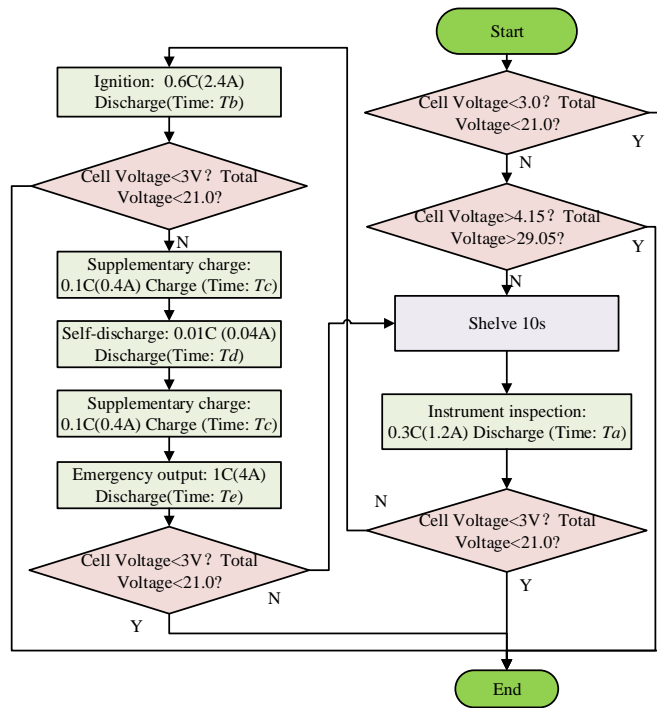 Start
Cell Voltage<3.0？ Total
Voltage<21.0?
Y
N
Cell Voltage>4.15？ Total
Voltage>29.05?
Y
N
Shelve 10s
Instrument inspection:
0.3C(1.2A) Discharge (Time: Ta)
Cell Voltage<3V？ Total
Voltage<21.0?
N
Y
Ignition: 0.6C(2.4A)
Discharge(Time: Tb)
Cell Voltage<3V？ Total
Voltage<21.0?
N
Supplementary charge:
0.1C(0.4A) Charge (Time: Tc)
Self-discharge: 0.01C (0.04A)
Discharge(Time: Td)
Supplementary charge:
0.1C(0.4A) Charge (Time: Tc)
Emergency output: 1C(4A)
Discharge(Time: Te)
Cell Voltage<3V？ Total
Voltage<21.0?
N
Y
End